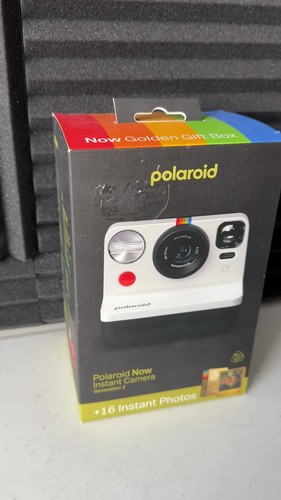 Now Golden Gift Box
polaroid
polaroid
Polaroid Now
Instant Camera
Generation 2
+16 Instant Photos